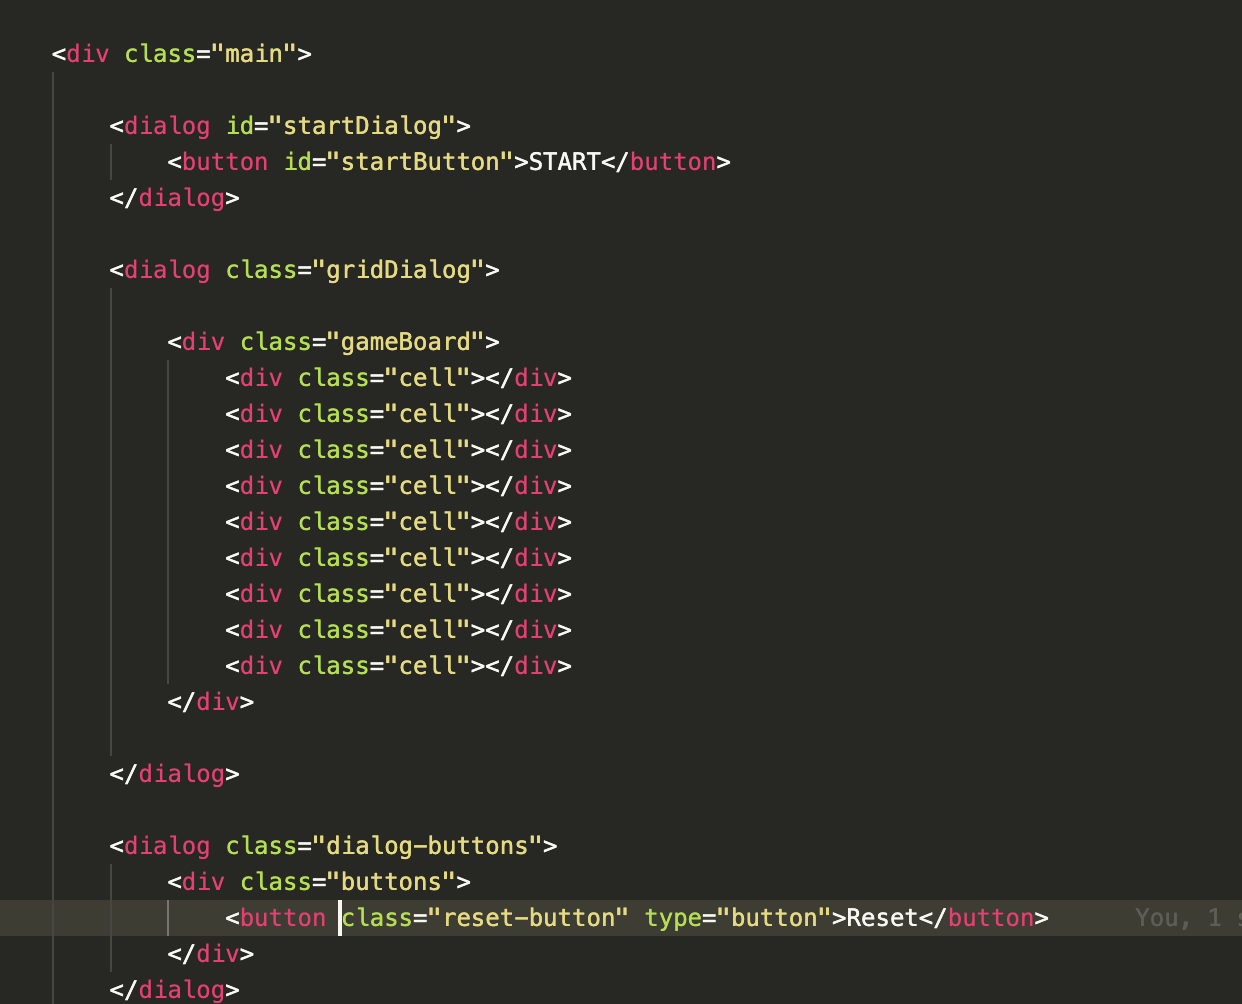 <div class="main">
<dialog id="startDialog">
<button id="startButton">START</button>
</dialog>
<dialog class="gridDialog">
<div class="gameBoard">
<div class="cell"></div>
<div class="cell"></div>
<div class="cell"></div>
<div class="cell"></div>
<div class="cell"></div>
<div class="cell"></div>
<div class="cell"></div>
<div class="cell"></div>
<div class="cell"></div>
</div>
</dialog>
<dialog class="dialog-buttons">
<div class="buttons">
<button class="reset-button" type="button">Reset</button> You, 1
</div>
</dialog>